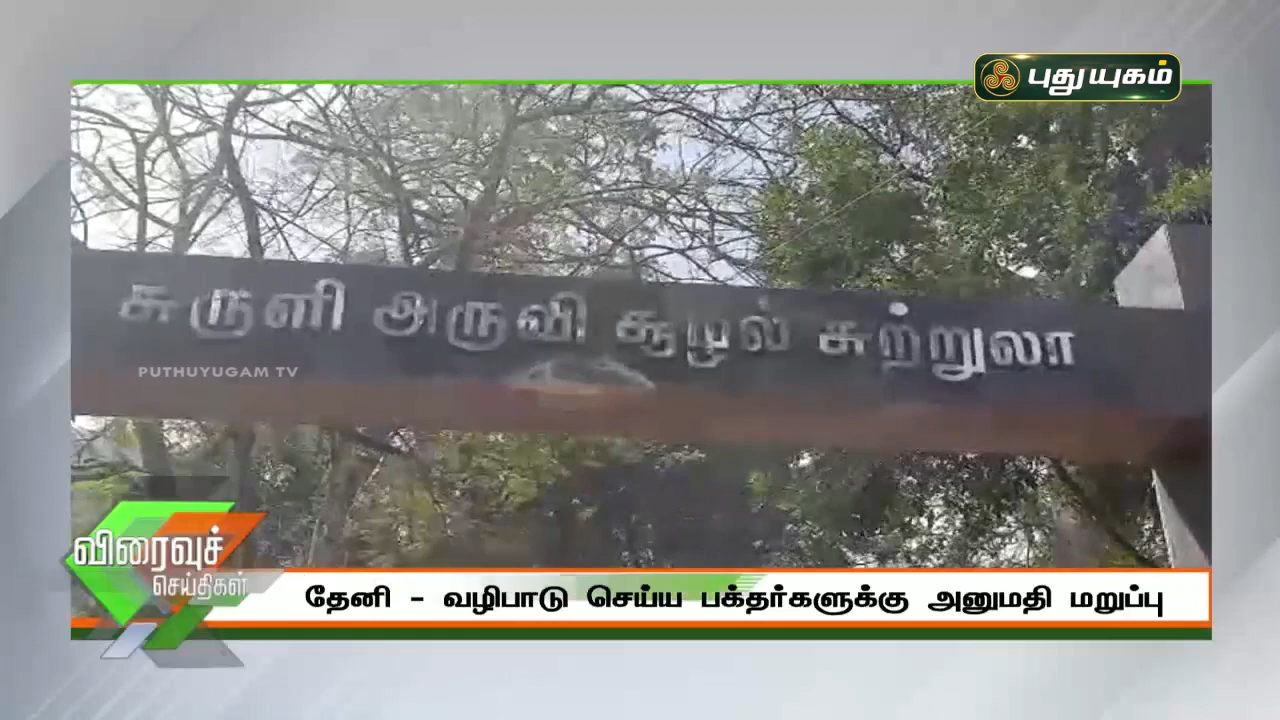 புதுயுகம்
சுருளி அருவி சூழல் சுற்றுலா
PUTHUYUGAM TV
விரைவுச்
செய்திகள்
தேனி - வழிபாடு செய்ய பக்தர்களுக்கு அனுமதி மறுப்பு